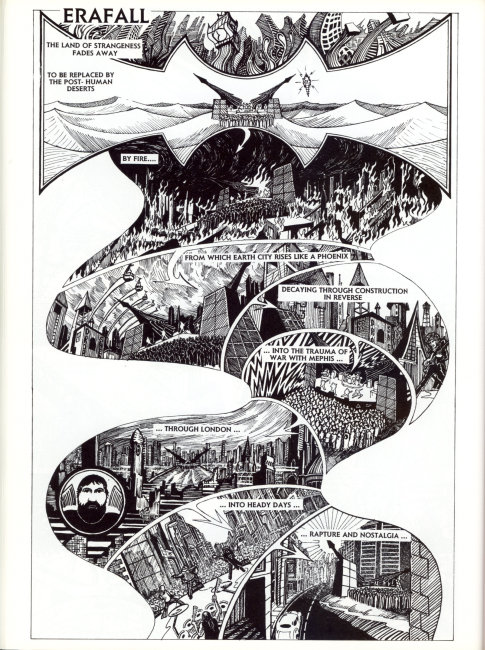 ERAFALL
THE LAND OF STRANGENESS
FADES AWAY
TO BE REPLACED BY
THE POST- HUMAN
DESERTS
BY FIRE....
FROM WHICH EARTH CITY RISES LIKE A PHOENIX
DECAYING THROUGH CONSTRUCTION
IN REVERSE
... INTO THE TRAUMA OF
WAR WITH MEPHIS ...
... THROUGH LONDON ...
... INTO HEADY DAYS ...
... RAPTURE AND NOSTALGIA ...